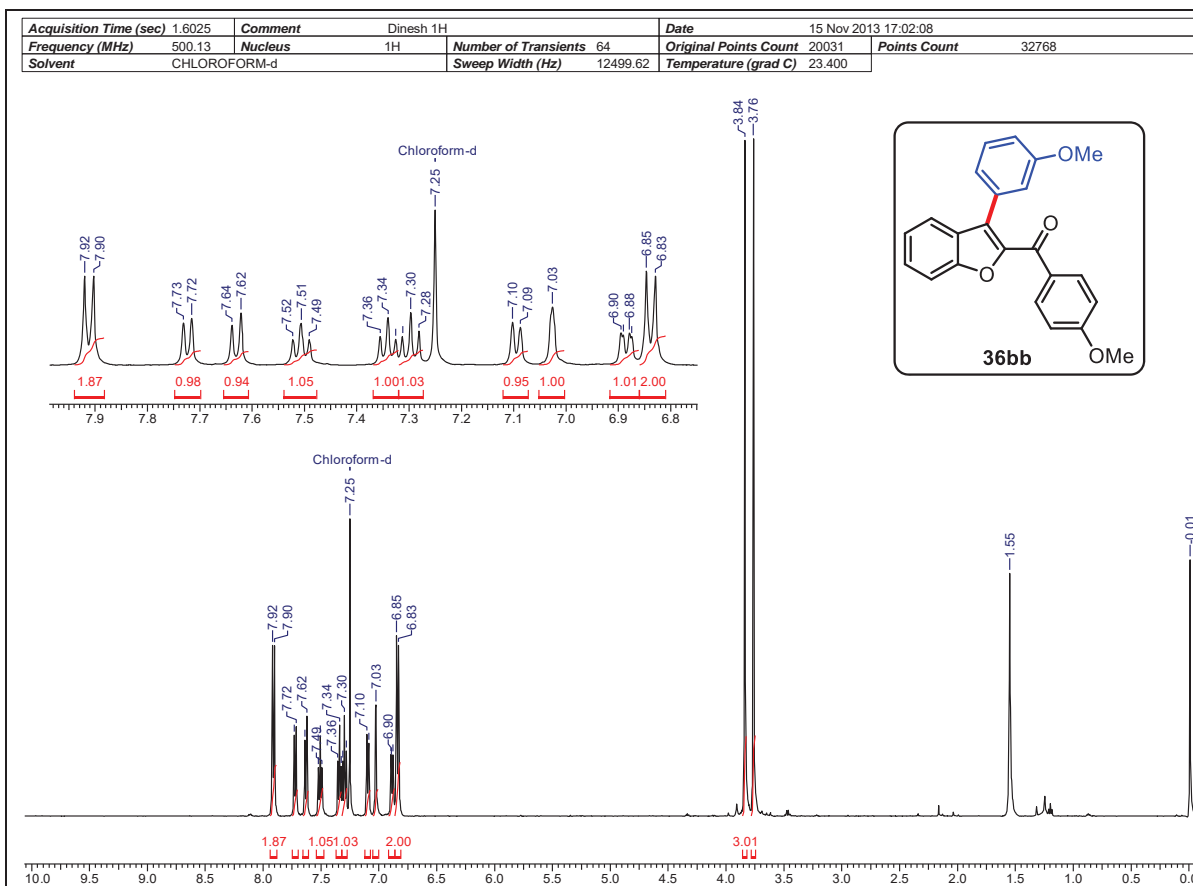 Acquisition Time (sec) 1.6025 Comment Dinesh 1H Date 15 Nov 2013 17:02:08
Frequency (MHz) 500.13 Nucleus 1H Number of Transients 64 Original Points Count 20031 Points Count 32768
Solvent CHLOROFORM-d Sweep Width (Hz) 12499.62 Temperature (grad C) 23.400
3.84
3.76
Chloroform-d
7.25
7.92
7.90
7.73
7.72
7.64
7.62
7.52
7.51
7.49
7.36
7.34
7.30
7.28
7.10
7.09
7.03
6.90
6.88
6.85
6.83
OMe
O
O
OMe
36bb
1.87 0.98 0.94 1.05 1.00 1.03 0.95 1.00 1.01 2.00
7.9 7.8 7.7 7.6 7.5 7.4 7.3 7.2 7.1 7.0 6.9 6.8
Chloroform-d
7.25
7.92
7.90
7.72
7.62
7.49
7.36
7.34
7.30
7.10
7.03
6.90
6.85
6.83
1.55
-0.01
1.87 1.05 1.03 2.00 3.01
10.0 9.5 9.0 8.5 8.0 7.5 7.0 6.5 6.0 5.5 5.0 4.5 4.0 3.5 3.0 2.5 2.0 1.5 1.0 0.5 0.0